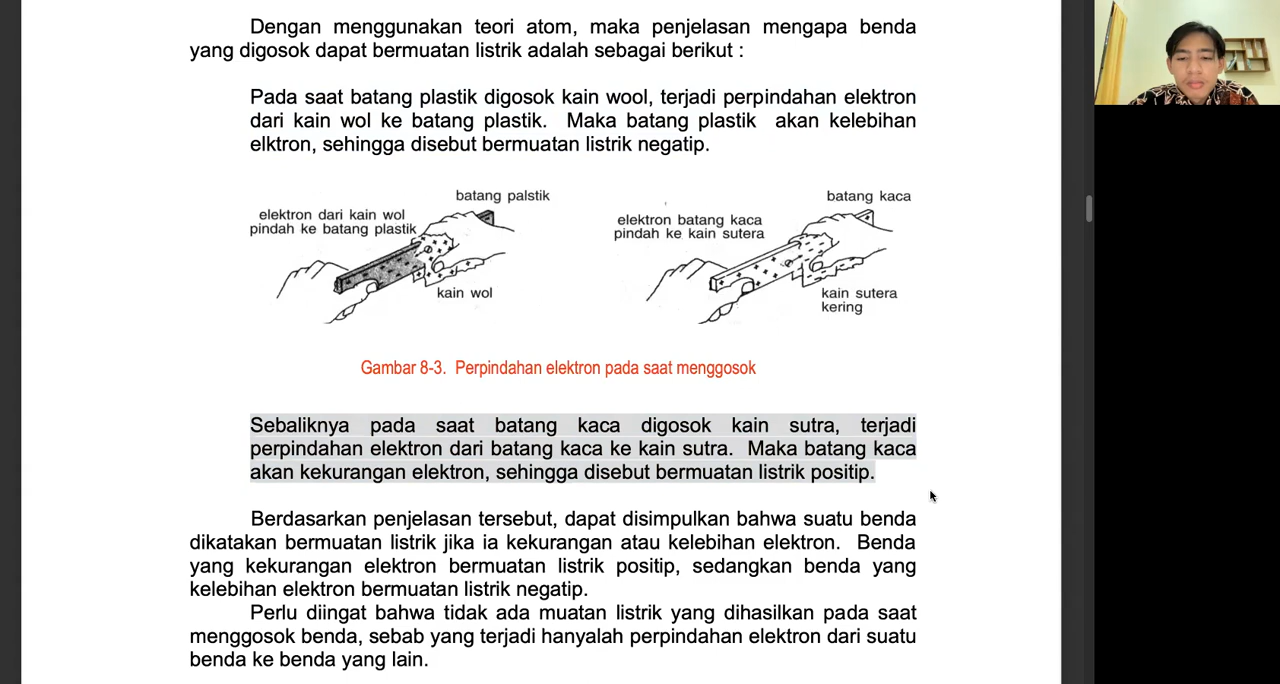 Dengan menggunakan teori atom, maka penjelasan mengapa benda
yang digosok dapat bermuatan listrik adalah sebagai berikut :
Pada saat batang plastik digosok kain wool, terjadi perpindahan elektron
dari kain wol ke batang plastik. Maka batang plastik akan kelebihan
elktron, sehingga disebut bermuatan listrik negatip.
batang palstik
elektron dari kain wol
pindah ke batang plastik
kain wol
batang kaca
elektron batang kaca
pindah ke kain sutera
kain sutera
kering
Gambar 8-3. Perpindahan elektron pada saat menggosok
Sebaliknya pada saat batang kaca digosok kain sutra, terjadi
perpindahan elektron dari batang kaca ke kain sutra. Maka batang kaca
akan kekurangan elektron, sehingga disebut bermuatan listrik positip.
Berdasarkan penjelasan tersebut, dapat disimpulkan bahwa suatu benda
dikatakan bermuatan listrik jika ia kekurangan atau kelebihan elektron. Benda
yang kekurangan elektron bermuatan listrik positip, sedangkan benda yang
kelebihan elektron bermuatan listrik negatip.
Perlu diingat bahwa tidak ada muatan listrik yang dihasilkan pada saat
menggosok benda, sebab yang terjadi hanyalah perpindahan elektron dari suatu
benda ke benda yang lain.